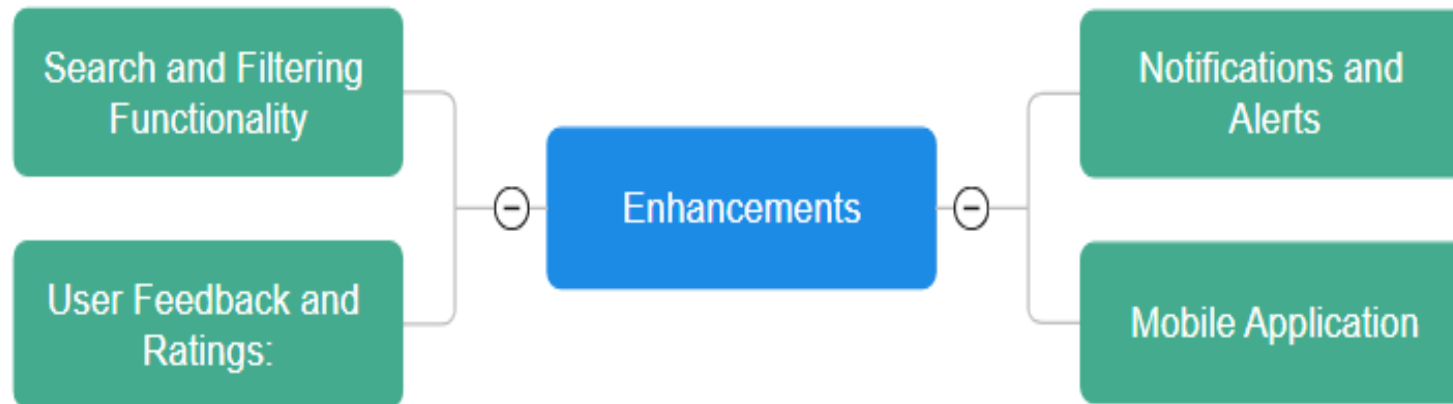 Search and Filtering
Functionality
User Feedback and
Ratings:
Enhancements
Notifications and
Alerts
Mobile Application